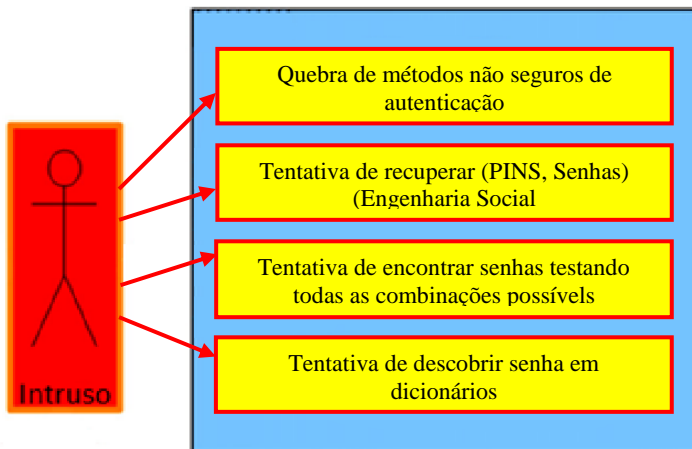 Quebra de métodos não seguros de
autenticação
Tentativa de recuperar (PINS, Senhas)
(Engenharia Social
Tentativa de encontrar senhas testando
todas as combinações possívels
Tentativa de descobrir senha em
dicionários
Intruso